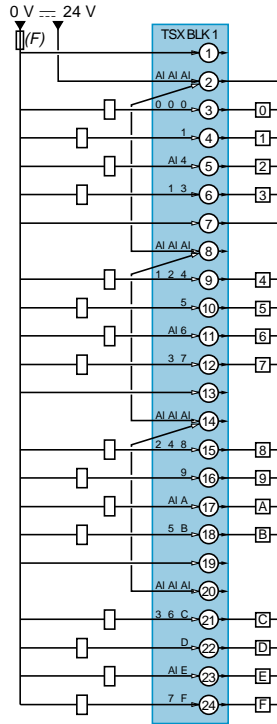 0 V ⎓ 24 V
(F)
TSX BLK 1
1
AI AI AI 2
0 0 0 3 0
1 4 1
AI 4 5 2
1 3 6 3
7
AI AI AI 8
1 2 4 9 4
5 10 5
AI 6 11 6
3 7 12 7
13
AI AI AI 14
2 4 8 15 8
9 16 9
AI A 17 A
5 B 18 B
19
AI AI AI 20
3 6 C 21 C
D 22 D
AI E 23 E
7 F 24 F